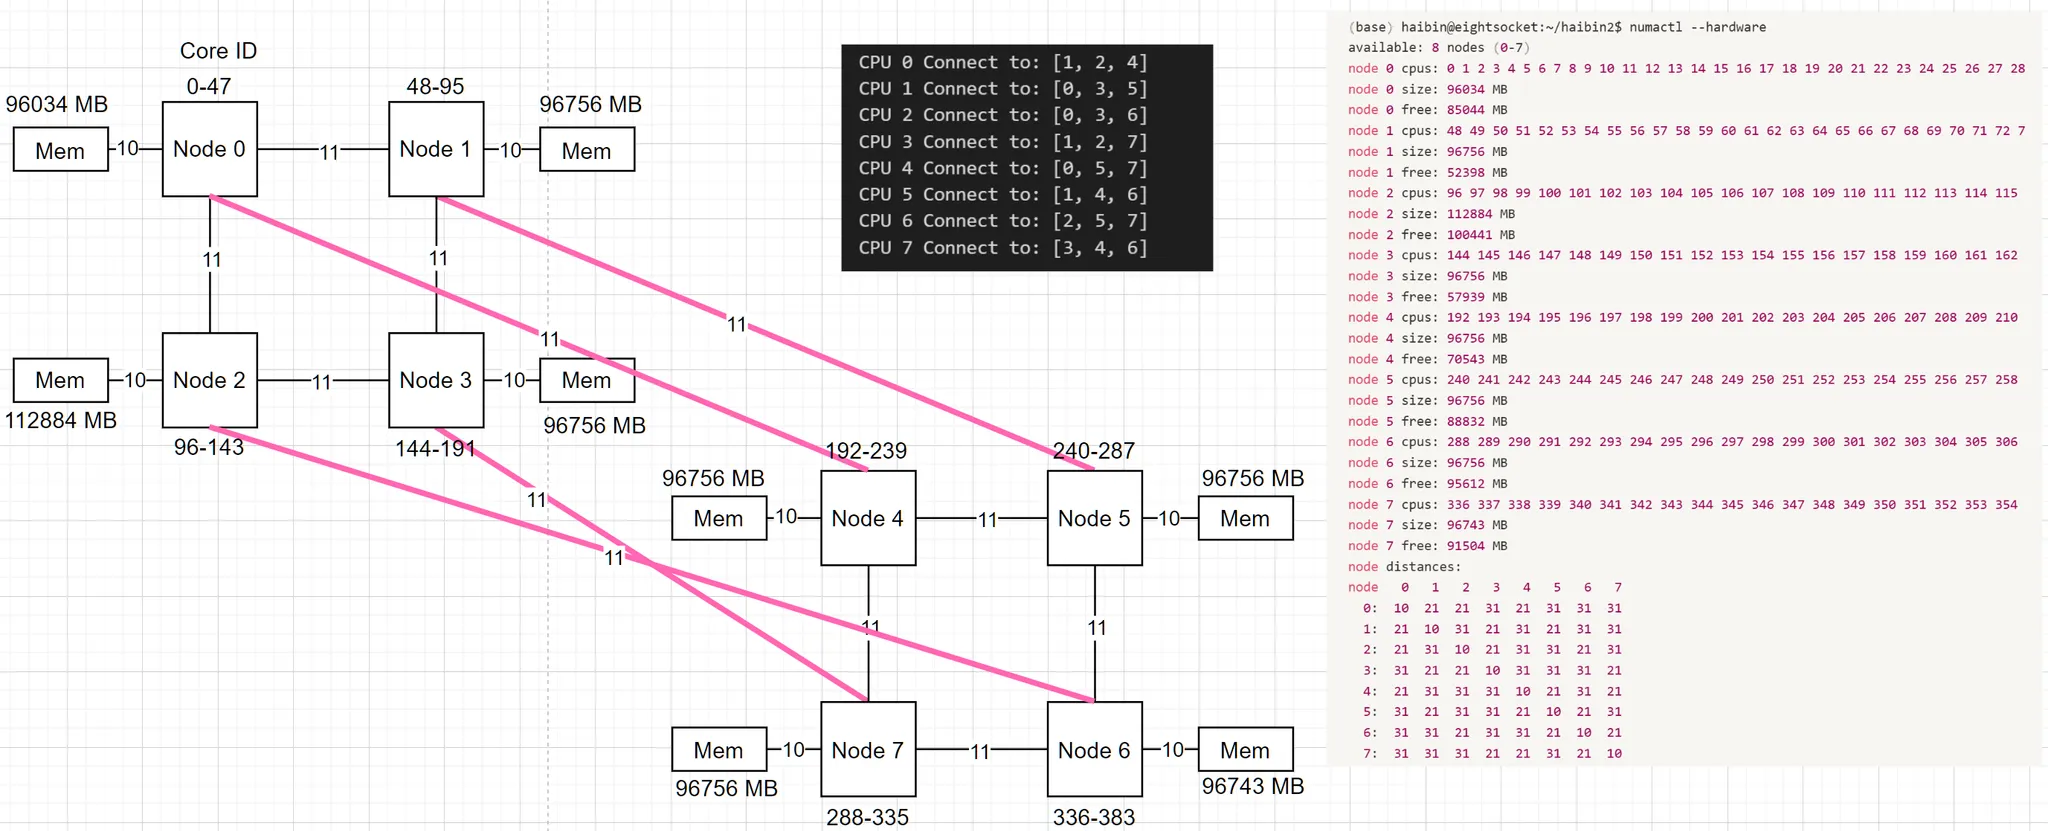 Core ID
0-47
48-95
96034 MB
96756 MB
Mem
10
Node 0
11
Node 1
10
Mem
11
11
11
11
Mem
10
Node 2
11
Node 3
10
Mem
112884 MB
96756 MB
96-143
144-191
192-239
240-287
11
11
96756 MB
96756 MB
Mem
10
Node 4
11
Node 5
10
Mem
11
11
Mem
10
Node 7
11
Node 6
10
Mem
96756 MB
96743 MB
288-335
336-383
CPU 0 Connect to: [1, 2, 4]
CPU 1 Connect to: [0, 3, 5]
CPU 2 Connect to: [0, 3, 6]
CPU 3 Connect to: [1, 2, 7]
CPU 4 Connect to: [0, 5, 7]
CPU 5 Connect to: [1, 4, 6]
CPU 6 Connect to: [2, 5, 7]
CPU 7 Connect to: [3, 4, 6]
(base) haibin@eightsocket:~/haibin2$ numactl --hardware
available: 8 nodes (0-7)
node 0 cpus: 0 1 2 3 4 5 6 7 8 9 10 11 12 13 14 15 16 17 18 19 20 21 22 23 24 25 26 27 28
node 0 size: 96034 MB
node 0 free: 85044 MB
node 1 cpus: 48 49 50 51 52 53 54 55 56 57 58 59 60 61 62 63 64 65 66 67 68 69 70 71 72 7
node 1 size: 96756 MB
node 1 free: 52398 MB
node 2 cpus: 96 97 98 99 100 101 102 103 104 105 106 107 108 109 110 111 112 113 114 115
node 2 size: 112884 MB
node 2 free: 100441 MB
node 3 cpus: 144 145 146 147 148 149 150 151 152 153 154 155 156 157 158 159 160 161 162
node 3 size: 96756 MB
node 3 free: 57939 MB
node 4 cpus: 192 193 194 195 196 197 198 199 200 201 202 203 204 205 206 207 208 209 210
node 4 size: 96756 MB
node 4 free: 70543 MB
node 5 cpus: 240 241 242 243 244 245 246 247 248 249 250 251 252 253 254 255 256 257 258
node 5 size: 96756 MB
node 5 free: 88832 MB
node 6 cpus: 288 289 290 291 292 293 294 295 296 297 298 299 300 301 302 303 304 305 306
node 6 size: 96756 MB
node 6 free: 95612 MB
node 7 cpus: 336 337 338 339 340 341 342 343 344 345 346 347 348 349 350 351 352 353 354
node 7 size: 96743 MB
node 7 free: 91504 MB
node distances:
node 0 1 2 3 4 5 6 7
0: 10 21 21 31 21 31 31 31
1: 21 10 31 21 31 21 31 31
2: 21 31 10 21 31 31 21 31
3: 31 21 21 10 31 31 31 21
4: 21 31 31 31 10 21 31 21
5: 31 21 31 31 21 10 21 31
6: 31 31 21 31 31 21 10 21
7: 31 31 31 21 21 31 21 10